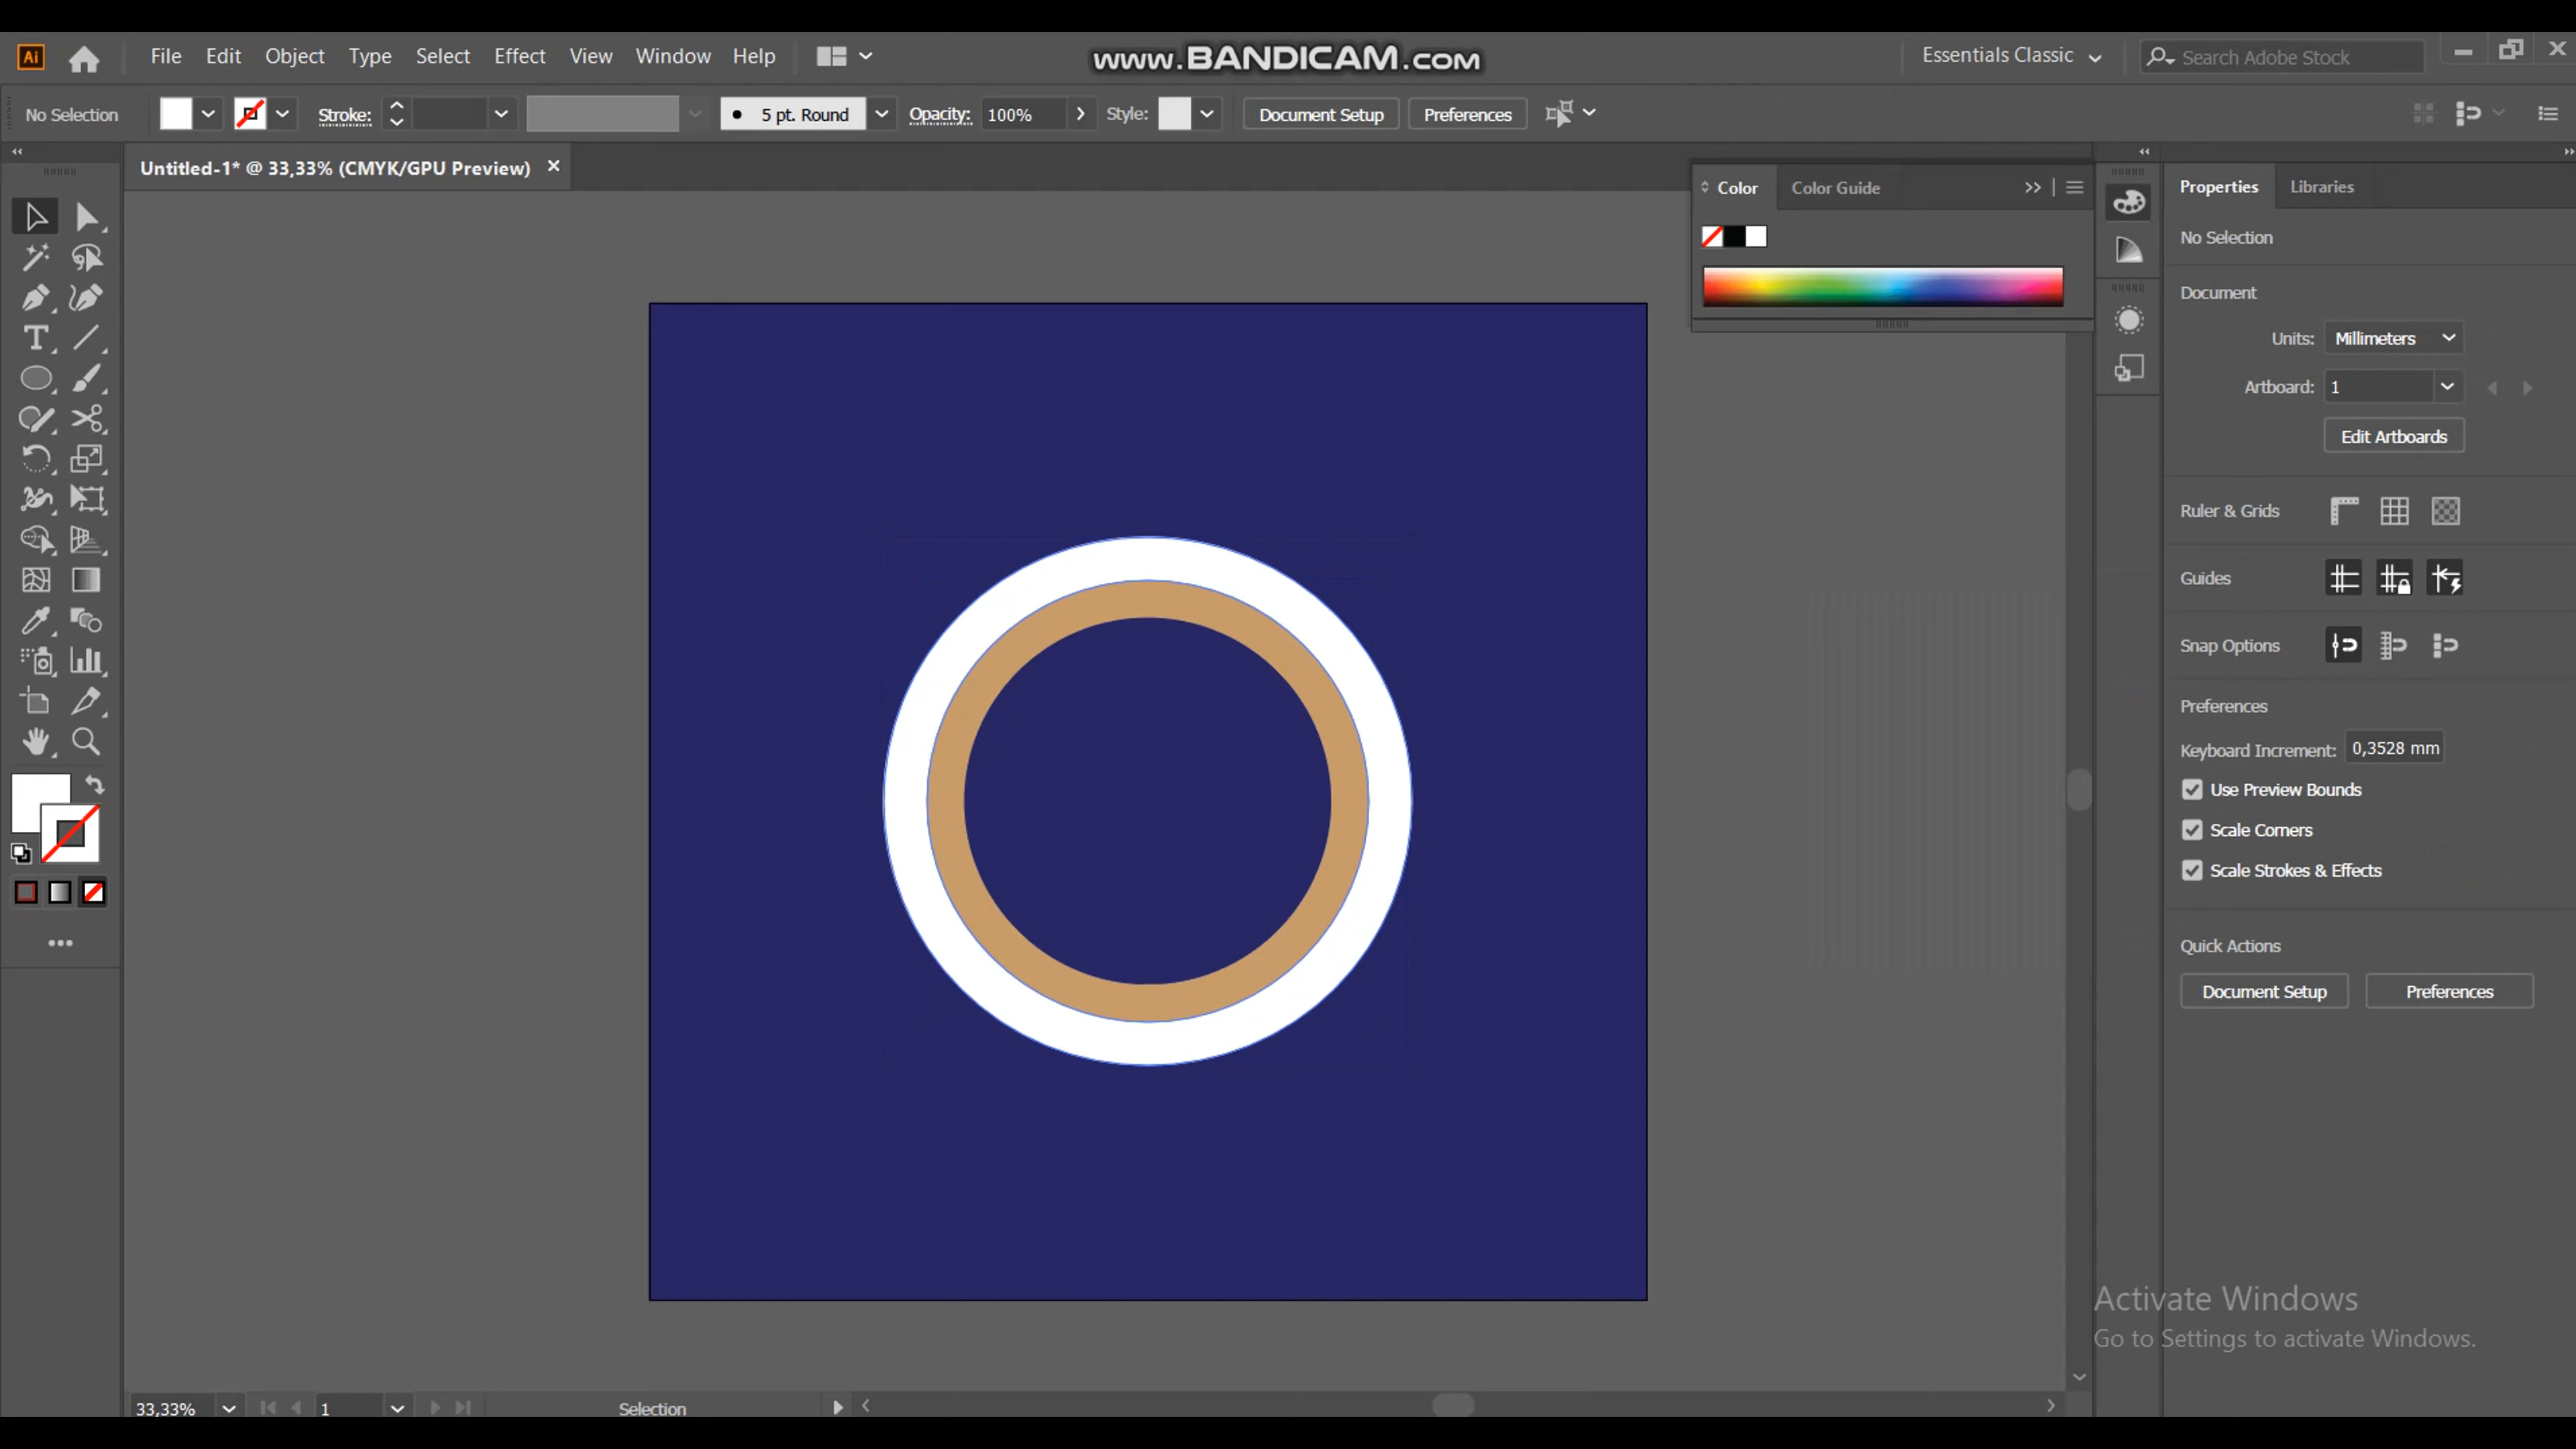 Ai File Edit Object Type Select Effect View Window Help www.BANDICAM.com Essentials Classic Search Adobe Stock
No Selection Stroke: 5 pt. Round Opacity: 100% Style: Document Setup Preferences
Untitled-1* @ 33,33% (CMYK/GPU Preview)
Color Color Guide
Properties Libraries
No Selection
Document
Units: Millimeters
Artboard: 1
Edit Artboards
Ruler & Grids
Guides
Snap Options
Preferences
Keyboard Increment: 0,3528 mm
Use Preview Bounds
Scale Corners
Scale Strokes & Effects
Quick Actions
Document Setup Preferences
Activate Windows
Go to Settings to activate Windows.
33,33% 1 Selection